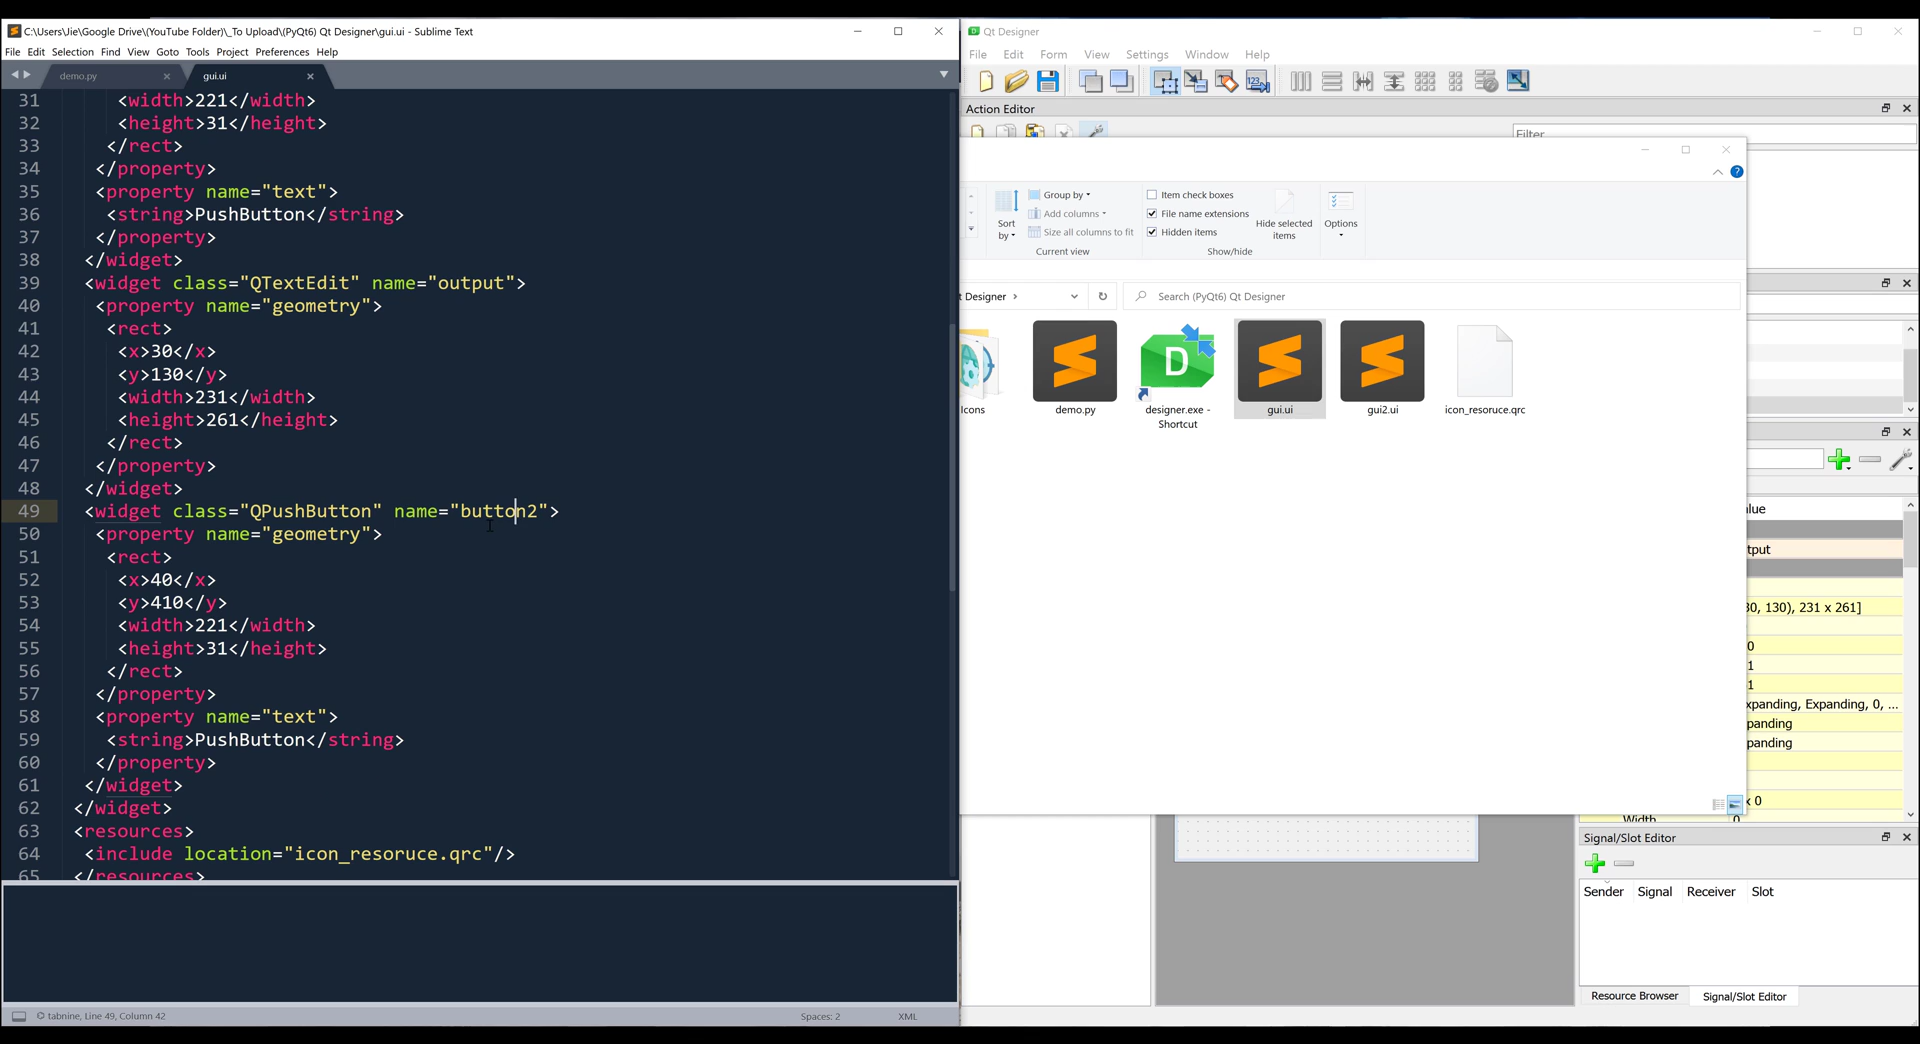 C:\Users\Jie\Google Drive\(YouTube Folder)\_To Upload\(PyQt6) Qt Designer\gui.ui - Sublime Text
File Edit Selection Find View Goto Tools Project Preferences Help
demo.py
gui.ui
31 <width>221</width>
32 <height>31</height>
33 </rect>
34 </property>
35 <property name="text">
36 <string>PushButton</string>
37 </property>
38 </widget>
39 <widget class="QTextEdit" name="output">
40 <property name="geometry">
41 <rect>
42 <x>30</x>
43 <y>130</y>
44 <width>231</width>
45 <height>261</height>
46 </rect>
47 </property>
48 </widget>
49 <widget class="QPushButton" name="button2">
50 <property name="geometry">
51 <rect>
52 <x>40</x>
53 <y>410</y>
54 <width>221</width>
55 <height>31</height>
56 </rect>
57 </property>
58 <property name="text">
59 <string>PushButton</string>
60 </property>
61 </widget>
62 </widget>
63 <resources>
64 <include location="icon_resoruce.qrc"/>
65 </resources>
tabnine, Line 49, Column 42
Spaces: 2
XML
Qt Designer
File Edit Form View Settings Window Help
123
Action Editor
Filter
Sort by
Group by
Add columns
Size all columns to fit
Current view
Item check boxes
File name extensions
Hidden items
Hide selected items
Show/hide
Options
t Designer
Search (PyQt6) Qt Designer
Icons
demo.py
D
designer.exe - Shortcut
gui.ui
gui2.ui
icon_resoruce.qrc
lue
tput
30, 130), 231 x 261]
0
1
1
xpanding, Expanding, 0, ...
panding
panding
x 0
Width 0
Signal/Slot Editor
Sender Signal Receiver Slot
Resource Browser
Signal/Slot Editor